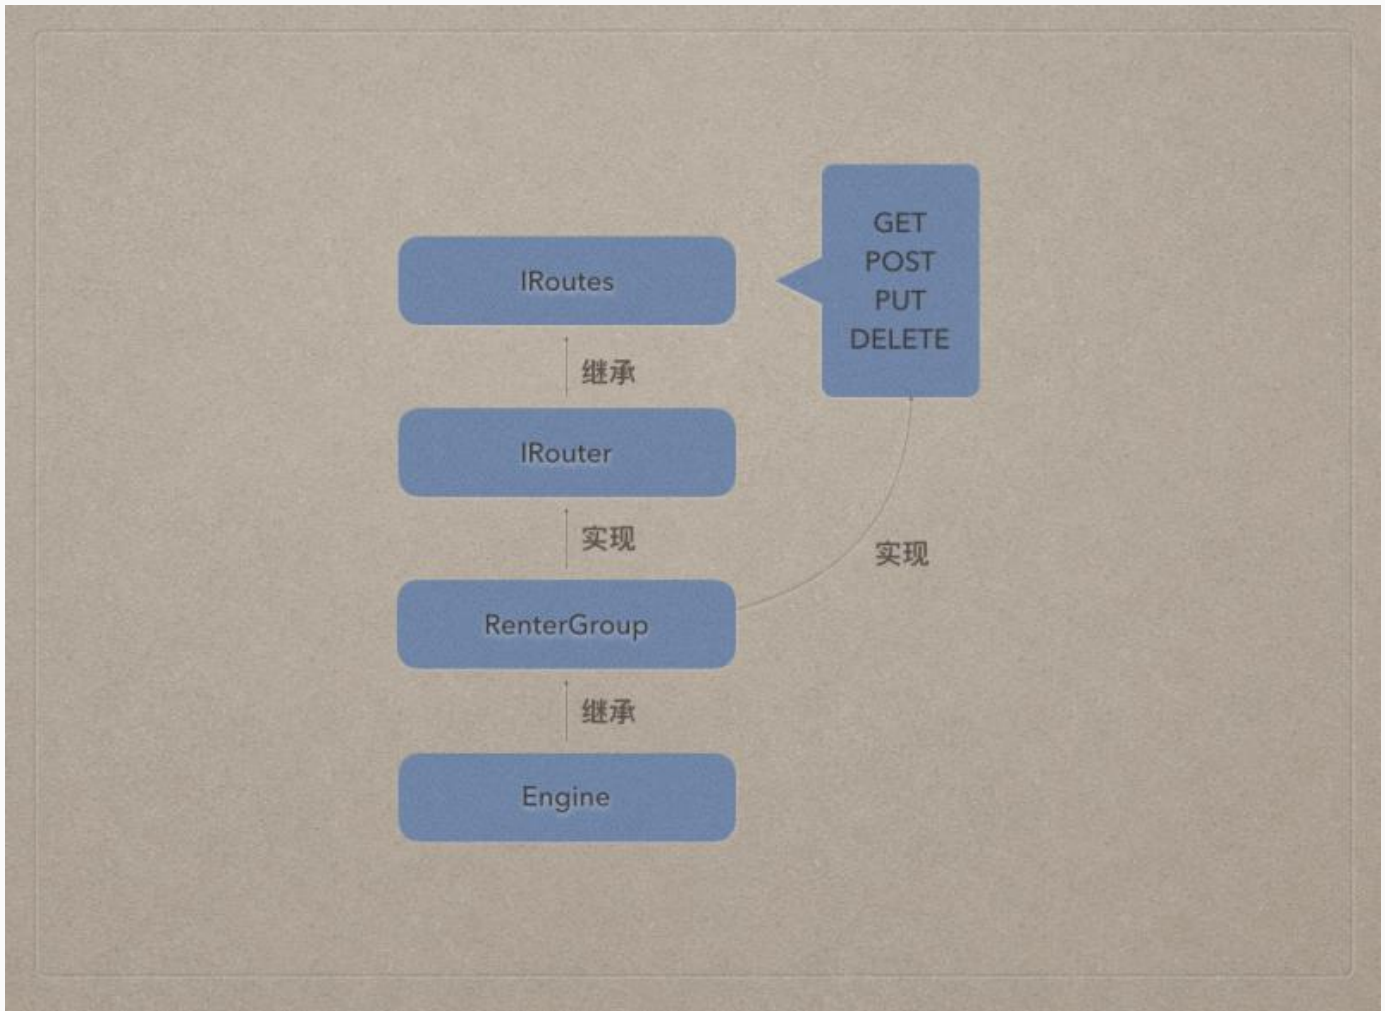 IRoutes
GET
POST
PUT
DELETE
继承
IRouter
实现
实现
RenterGroup
继承
Engine